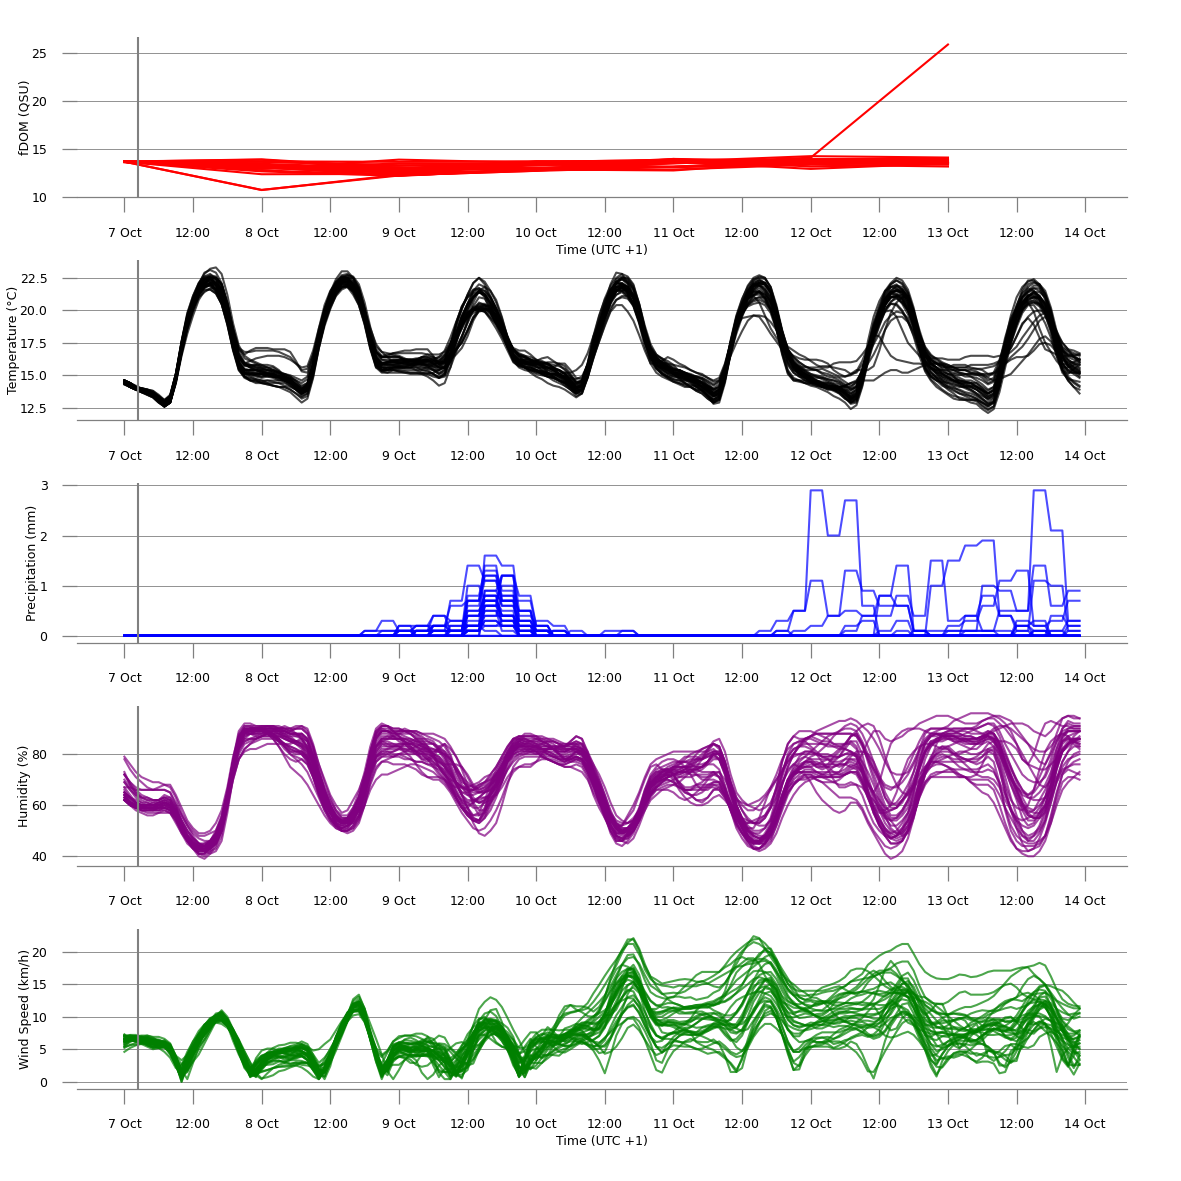 fDOM (QSU)
25
20
15
10
7 Oct 12:00 8 Oct 12:00 9 Oct 12:00 10 Oct 12:00 11 Oct 12:00 12 Oct 12:00 13 Oct 12:00 14 Oct
Time (UTC +1)
Temperature (°C)
22.5
20.0
17.5
15.0
12.5
7 Oct 12:00 8 Oct 12:00 9 Oct 12:00 10 Oct 12:00 11 Oct 12:00 12 Oct 12:00 13 Oct 12:00 14 Oct
Precipitation (mm)
3
2
1
0
7 Oct 12:00 8 Oct 12:00 9 Oct 12:00 10 Oct 12:00 11 Oct 12:00 12 Oct 12:00 13 Oct 12:00 14 Oct
Humidity (%)
80
60
40
7 Oct 12:00 8 Oct 12:00 9 Oct 12:00 10 Oct 12:00 11 Oct 12:00 12 Oct 12:00 13 Oct 12:00 14 Oct
Wind Speed (km/h)
20
15
10
5
0
7 Oct 12:00 8 Oct 12:00 9 Oct 12:00 10 Oct 12:00 11 Oct 12:00 12 Oct 12:00 13 Oct 12:00 14 Oct
Time (UTC +1)